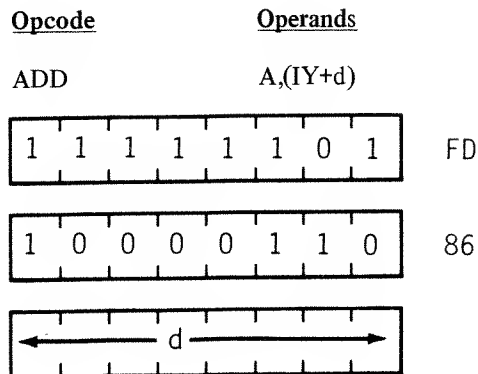 Opcode Operands
ADD A,(IY+d)
1 1 1 1 1 1 0 1 FD
1 0 0 0 0 1 1 0 86
d